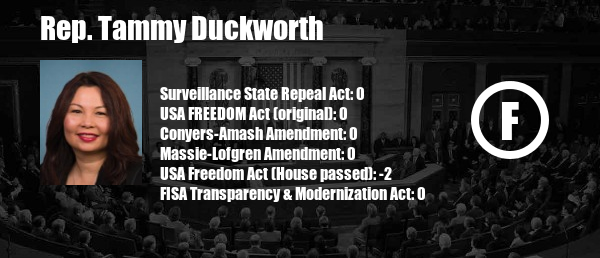 Rep. Tammy Duckworth
Surveillance State Repeal Act: 0
USA FREEDOM Act (original): 0
Conyers-Amash Amendment: 0
Massie-Lofgren Amendment: 0
USA Freedom Act (House passed): -2
FISA Transparency & Modernization Act: 0
F